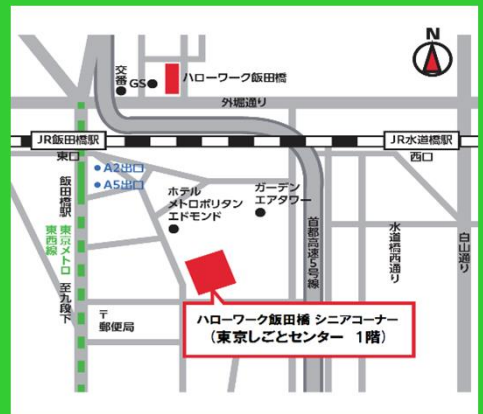 N
交番
GS
ハローワーク飯田橋
外堀通り
JR飯田橋駅
JR水道橋駅
東口
西口
A2出口
A5出口
飯田橋駅
東京メトロ
東西線
至九段下
ホテル
メトロポリタン
エドモンド
ガーデン
エアタワー
首都高速5号線
水道橋西通り
白山通り
〒
郵便局
ハローワーク飯田橋 シニアコーナー
(東京しごとセンター 1階)